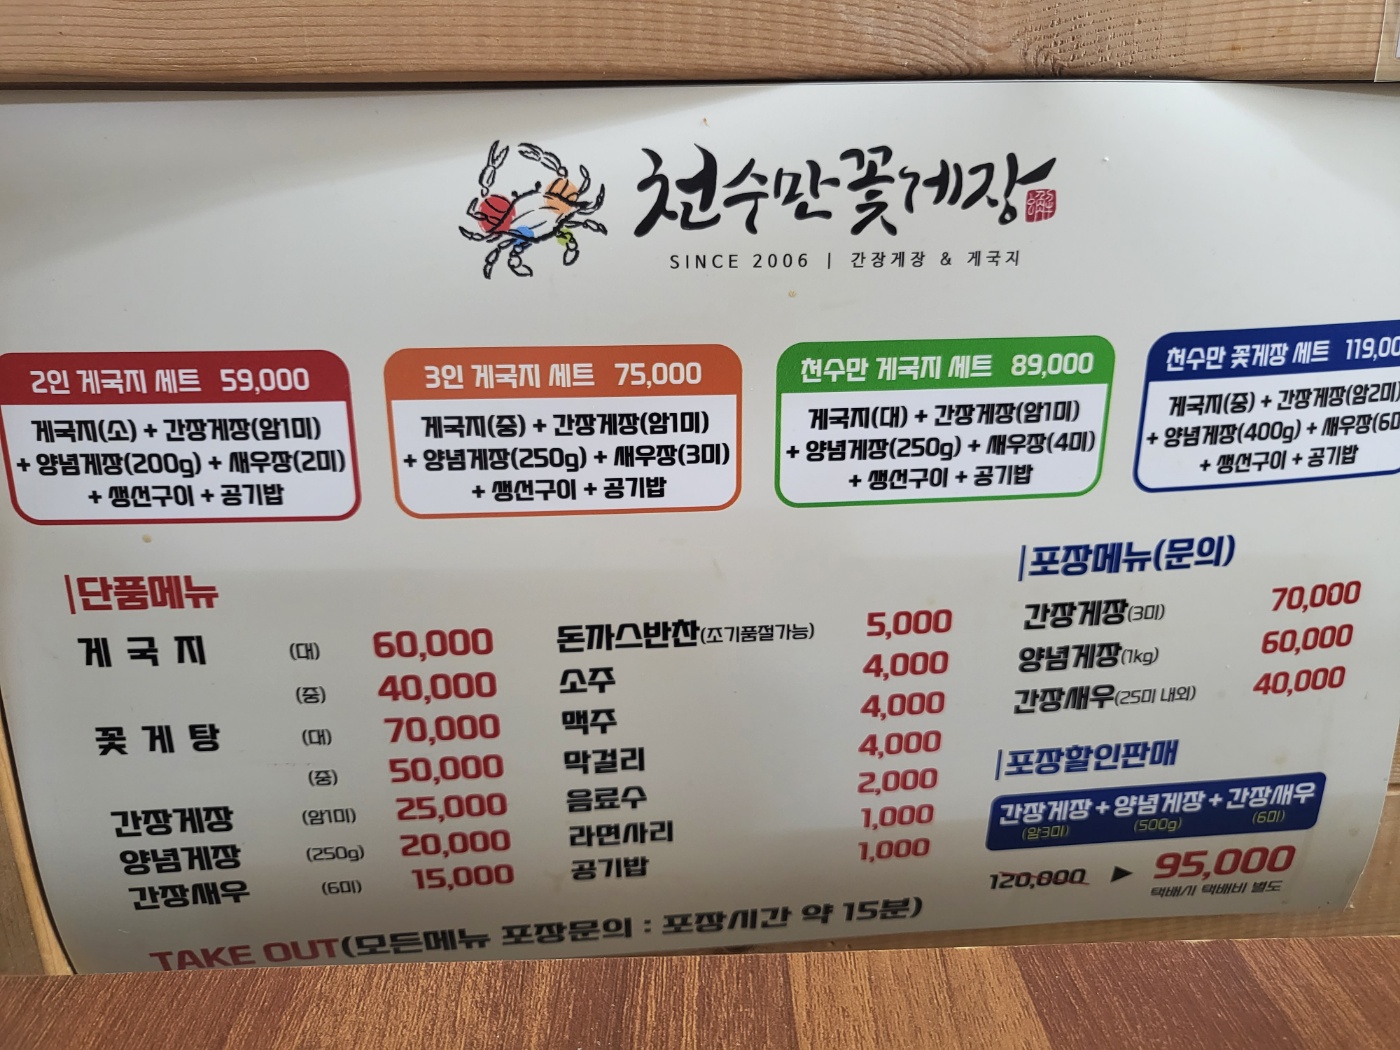 천수만 꽃게장
SINCE 2006 | 간장게장 & 게국지
2인 게국지 세트 59,000
게국지(소) + 간장게장(암1미)
+ 양념게장(200g) + 새우장(2미)
+ 생선구이 + 공기밥
3인 게국지 세트 75,000
게국지(중) + 간장게장(암1미)
+ 양념게장(250g) + 새우장(3미)
+ 생선구이 + 공기밥
천수만 게국지 세트 89,000
게국지(대) + 간장게장(암1미)
+ 양념게장(250g) + 새우장(4미)
+ 생선구이 + 공기밥
천수만 꽃게장 세트 119,00
게국지(중) + 간장게장(암2미)
+ 양념게장(400g) + 새우장(6미
+ 생선구이 + 공기밥
단품메뉴
게국지 (대) 60,000
(중) 40,000
꽃게탕 (대) 70,000
(중) 50,000
간장게장 (암1미) 25,000
양념게장 (250g) 20,000
간장새우 (6미) 15,000
돈까스반찬(조기품절가능) 5,000
소주 4,000
맥주 4,000
막걸리 4,000
음료수 2,000
라면사리 1,000
공기밥 1,000
포장메뉴(문의)
간장게장(3미) 70,000
양념게장(1kg) 60,000
간장새우(25미 내외) 40,000
포장할인판매
간장게장 + 양념게장 + 간장새우
(암3미) (500g) (6미)
120,000 ▶ 95,000
택배시 택배비 별도
TAKE OUT(모든메뉴 포장문의 : 포장시간 약 15분)